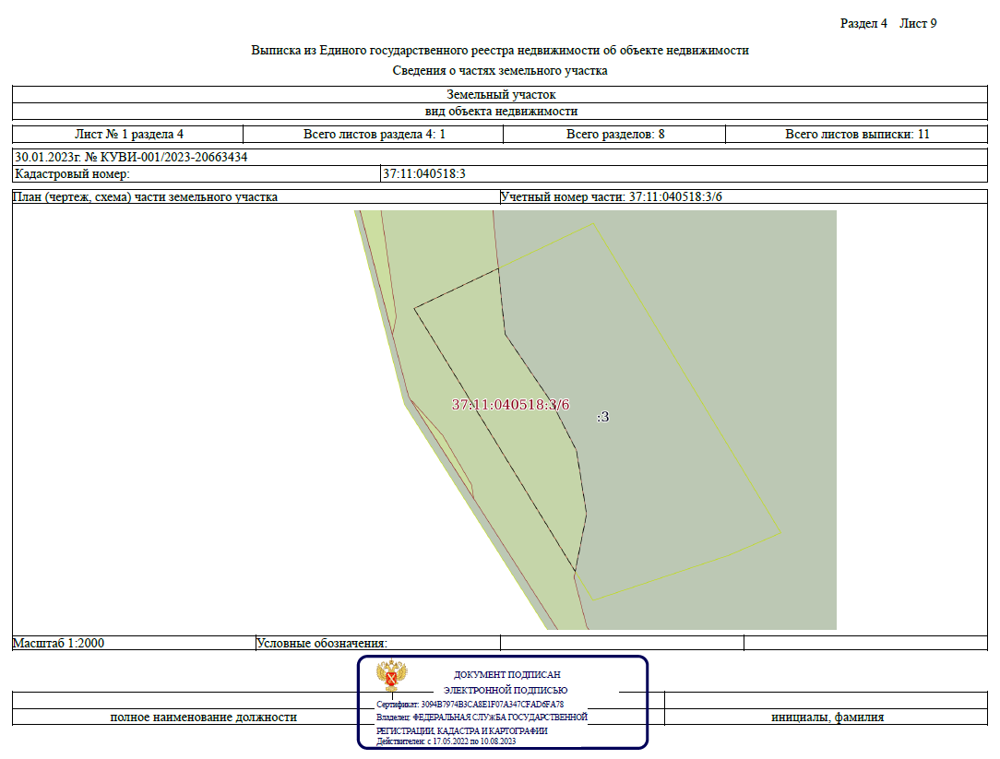 Раздел 4 Лист 9
Выписка из Единого государственного реестра недвижимости об объекте недвижимости
Сведения о частях земельного участка
Земельный участок
вид объекта недвижимости
Лист № 1 раздела 4 Всего листов раздела 4: 1 Всего разделов: 8 Всего листов выписки: 11
30.01.2023г. № КУВИ-001/2023-20663434
Кадастровый номер: 37:11:040518:3
План (чертеж, схема) части земельного участка Учетный номер части: 37:11:040518:3/6
37:11:040518:3/6
:3
Масштаб 1:2000 Условные обозначения:
ДОКУМЕНТ ПОДПИСАН
ЭЛЕКТРОННОЙ ПОДПИСЬЮ
Сертификат: 3094B7974B3CA8E1F07A347CFAD6FA78
Владелец: ФЕДЕРАЛЬНАЯ СЛУЖБА ГОСУДАРСТВЕННОЙ
РЕГИСТРАЦИИ, КАДАСТРА И КАРТОГРАФИИ
Действителен: с 17.05.2022 по 10.08.2023
полное наименование должности инициалы, фамилия